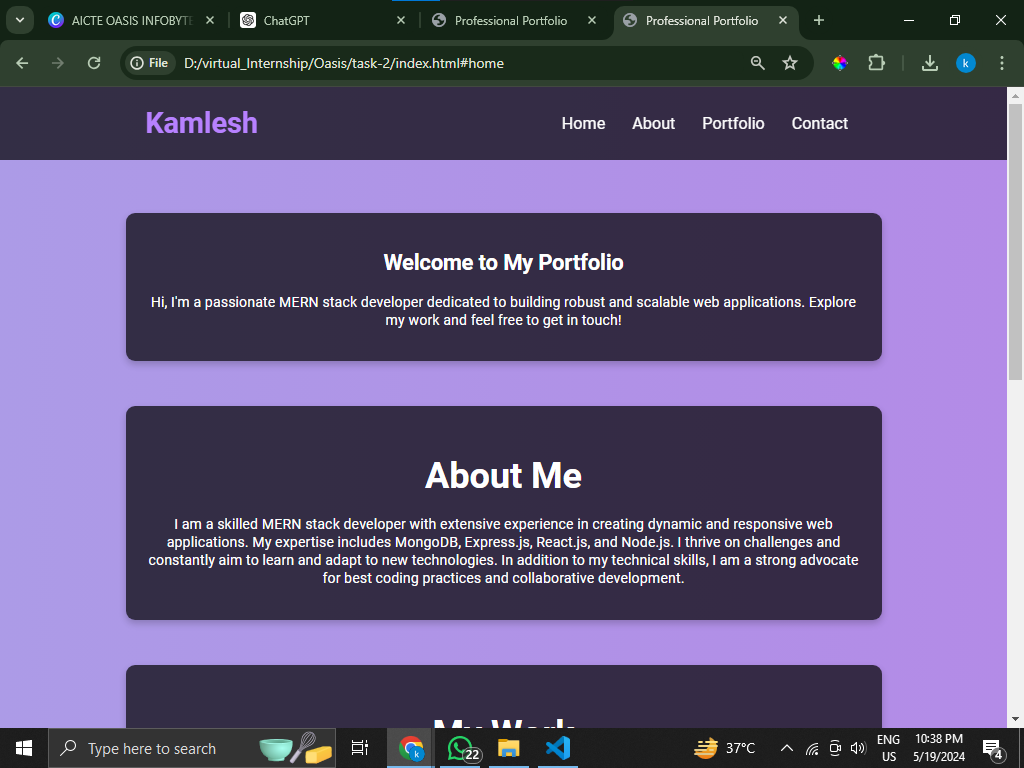 AICTE OASIS INFOBYTE
ChatGPT
Professional Portfolio
Professional Portfolio
File
D:/virtual_Internship/Oasis/task-2/index.html#home
k
Kamlesh
Home
About
Portfolio
Contact
Welcome to My Portfolio
Hi, I'm a passionate MERN stack developer dedicated to building robust and scalable web applications. Explore
my work and feel free to get in touch!
About Me
I am a skilled MERN stack developer with extensive experience in creating dynamic and responsive web
applications. My expertise includes MongoDB, Express.js, React.js, and Node.js. I thrive on challenges and
constantly aim to learn and adapt to new technologies. In addition to my technical skills, I am a strong advocate
for best coding practices and collaborative development.
My Work
Type here to search
k
22
37°C
ENG
US
10:38 PM
5/19/2024
4